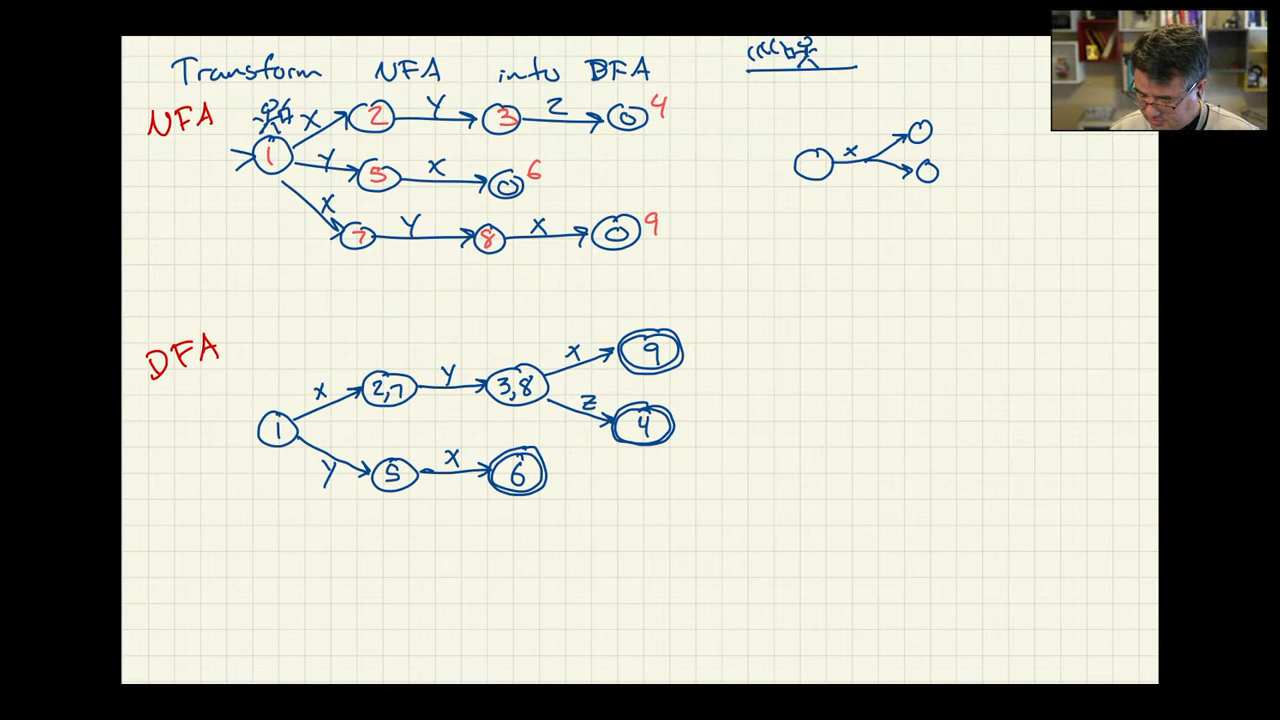 Transform NFA into DFA
NFA
X 2 Y 3 Z 4
1 Y 5 X 6
X 7 Y 8 X 9
x
DFA
1 X 2,7 Y 3,8 X 9
Z 4
Y 5 X 6